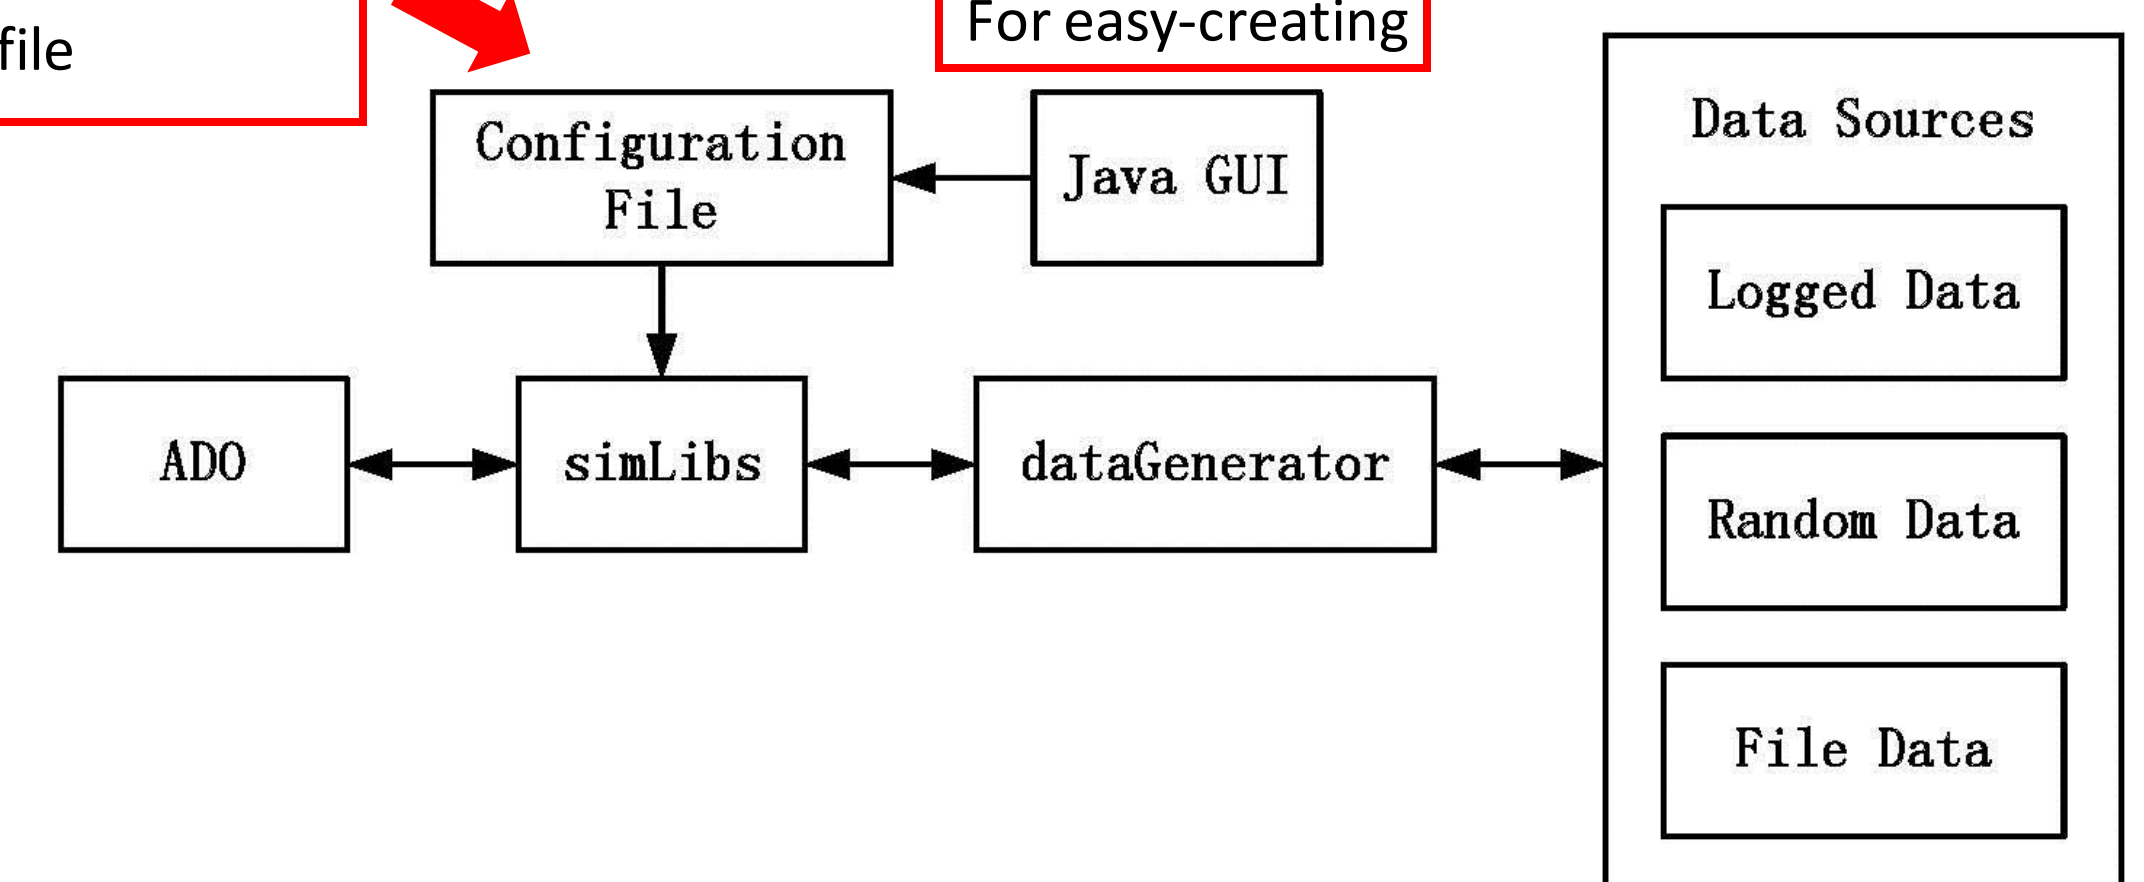 file
For easy-creating
Configuration
File
Java GUI
Data Sources
Logged Data
ADO
simLibs
dataGenerator
Random Data
File Data